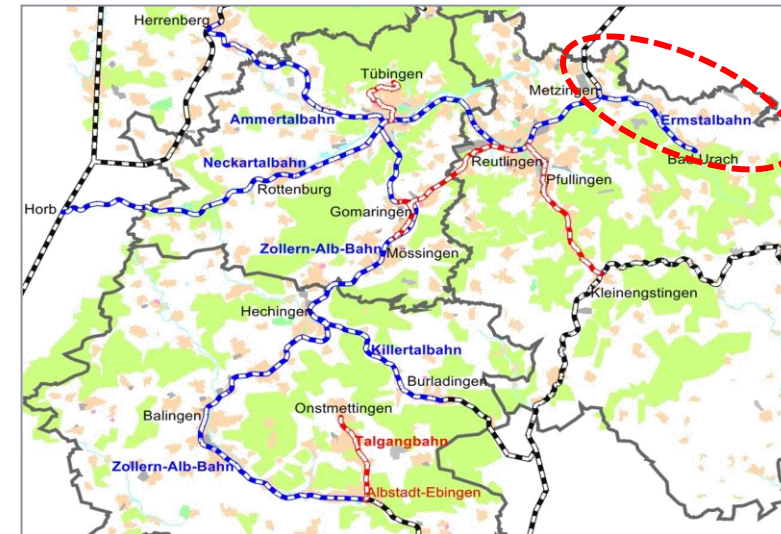 Herrenberg
Tübingen
Metzingen
Ammertalbahn
Ermstalbahn
Neckartalbahn
Reutlingen
Bad Urach
Rottenburg
Pfullingen
Horb
Gomaringen
Zollern-Alb-Bahn
Mössingen
Kleinengstingen
Hechingen
Killertalbahn
Burladingen
Onstmettingen
Balingen
Talgangbahn
Zollern-Alb-Bahn
Albstadt-Ebingen